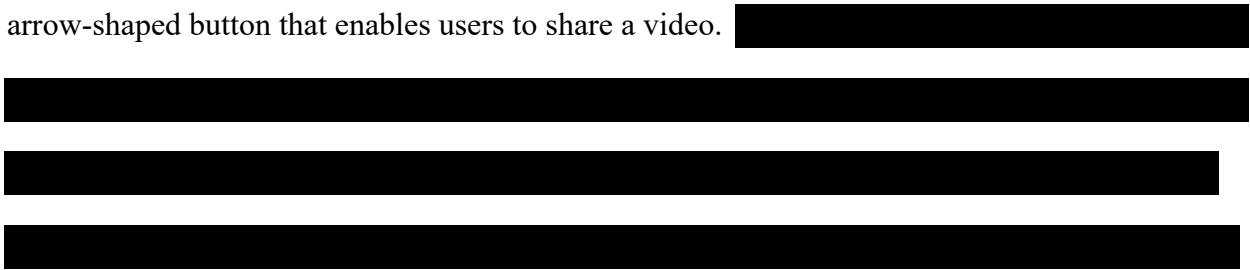 arrow-shaped button that enables users to share a video.